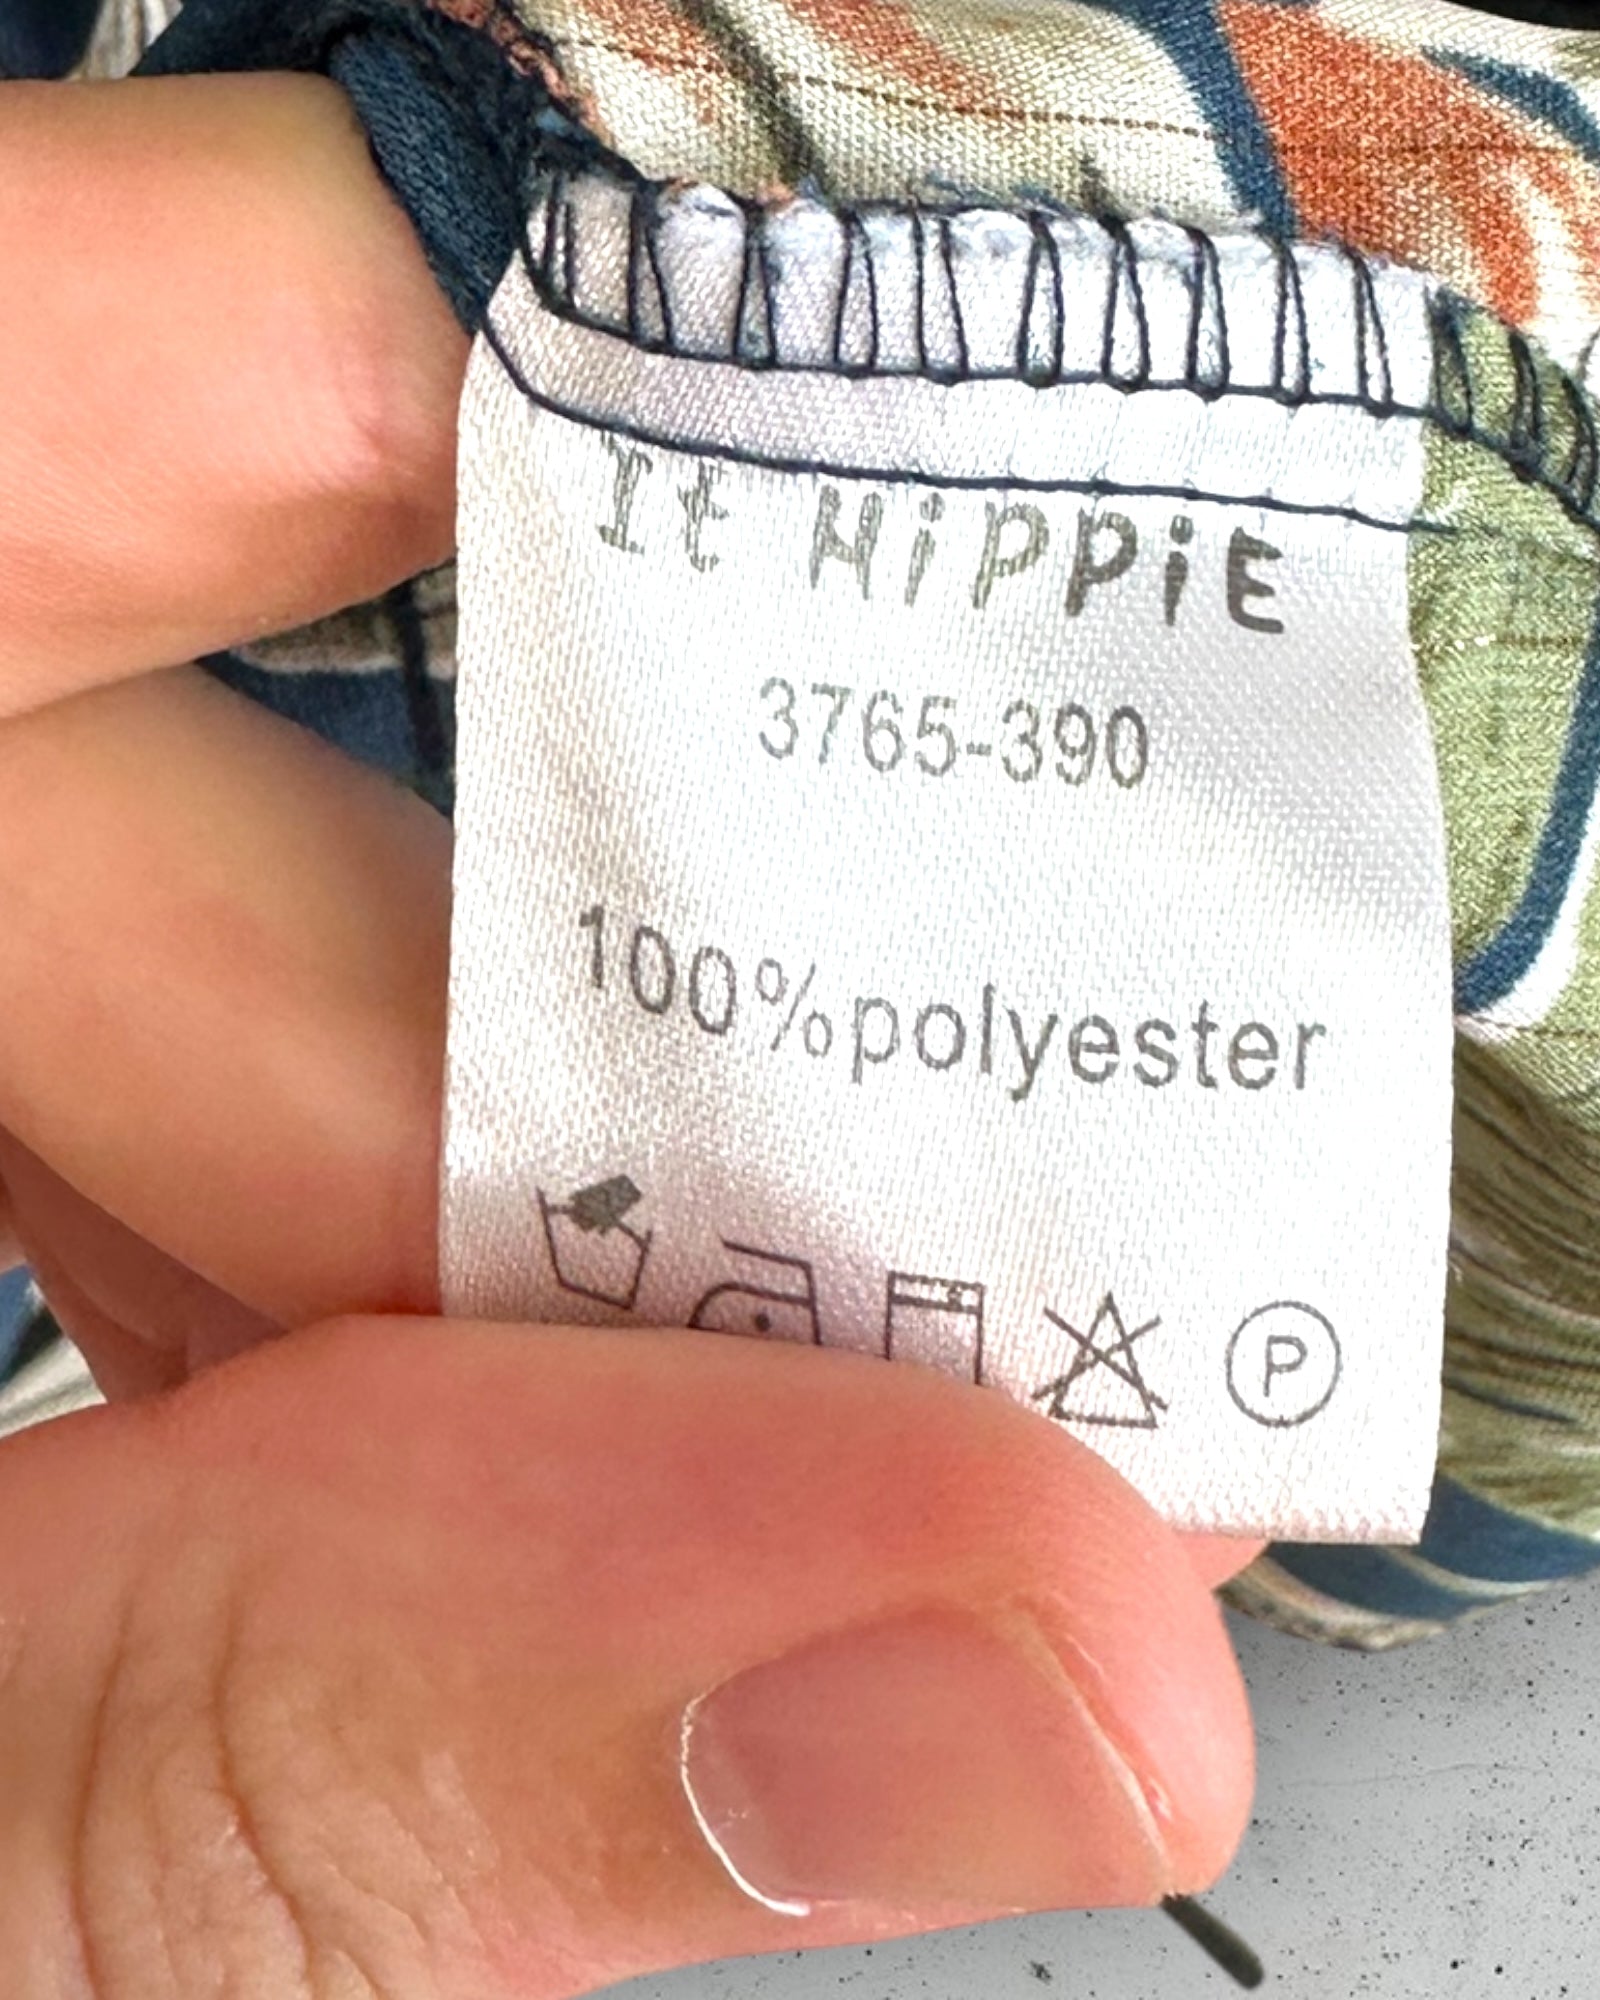 It HiPPiE
3765-390
100%polyester
P